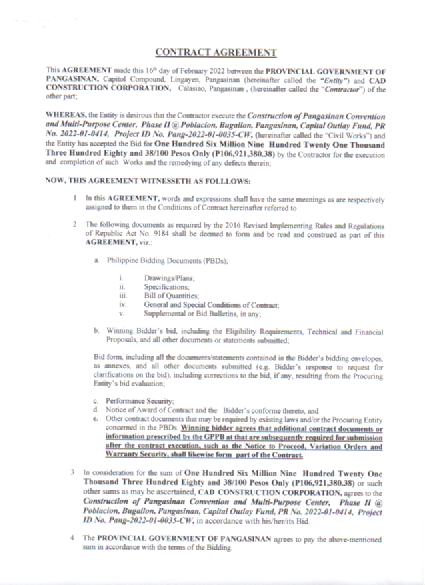 CONTRACT AGREEMENT
This AGREEMENT made this 16th day of February 2022 between the PROVINCIAL GOVERNMENT OF
PANGASINAN, Capitol Compound, Lingayen, Pangasinan (hereinafter called the "Entity") and CAD
CONSTRUCTION CORPORATION, Calasiao, Pangasinan , (hereinafter called the "Contractor") of the
other part;
WHEREAS, the Entity is desirous that the Contractor execute the Construction of Pangasinan Convention
and Multi-Purpose Center, Phase II @ Poblacion, Bugallon, Pangasinan, Capital Outlay Fund, PR
No. 2022-01-0414, Project ID No. Pang-2022-01-0035-CW, (hereinafter called the "Civil Works") and
the Entity has accepted the Bid for One Hundred Six Million Nine Hundred Twenty One Thousand
Three Hundred Eighty and 38/100 Pesos Only (P106,921,380.38) by the Contractor for the execution
and completion of such Works and the remedying of any defects therein;
NOW, THIS AGREEMENT WITNESSETH AS FOLLLOWS:
1 In this AGREEMENT, words and expressions shall have the same meanings as are respectively
assigned to them in the Conditions of Contract hereinafter referred to
2 The following documents as required by the 2016 Revised Implementing Rules and Regulations
of Republic Act No. 9184 shall be deemed to form and be read and construed as part of this
AGREEMENT, viz.:
a. Philippine Bidding Documents (PBDs);
i. Drawings/Plans;
ii. Specifications;
iii. Bill of Quantities;
iv. General and Special Conditions of Contract;
v. Supplemental or Bid Bulletins, in any;
b. Winning Bidder's bid, including the Eligibility Requirements, Technical and Financial
Proposals, and all other documents or statements submitted;
Bid form, including all the documents/statements contained in the Bidder's bidding envelopes,
as annexes, and all other documents submitted (e.g. Bidder's response to request for
clarifications on the bid), including corrections to the bid, if any, resulting from the Procuring
Entity's bid evaluation;
c. Performance Security;
d. Notice of Award of Contract and the Bidder's conforme thereto, and
e. Other contract documents that may be required by existing laws and/or the Procuring Entity
concerned in the PBDs. Winning bidder agrees that additional contract documents or
information prescribed by the GPPB at that are subsequently required for submission
after the contract execution, such as the Notice to Proceed, Variation Orders and
Warranty Security, shall likewise form part of the Contract.
3 In consideration for the sum of One Hundred Six Million Nine Hundred Twenty One
Thousand Three Hundred Eighty and 38/100 Pesos Only (P106,921,380.38) or such
other sums as may be ascertained, CAD CONSTRUCTION CORPORATION, agrees to the
Construction of Pangasinan Convention and Multi-Purpose Center, Phase II @
Poblacion, Bugallon, Pangasinan, Capital Outlay Fund, PR No. 2022-01-0414, Project
ID No. Pang-2022-01-0035-CW, in accordance with his/her/its Bid.
4 The PROVINCIAL GOVERNMENT OF PANGASINAN agrees to pay the above-mentioned
sum in accordance with the terms of the Bidding.